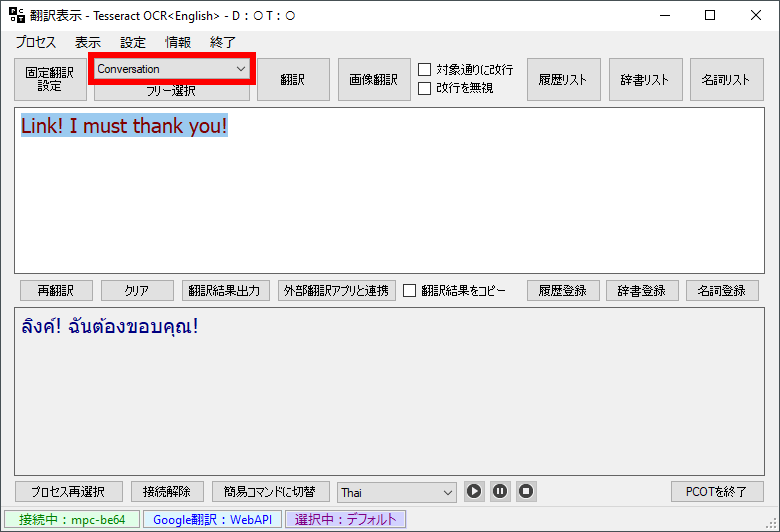 翻訳表示 - Tesseract OCR<English> - D：○ T：○
プロセス 表示 設定 情報 終了
固定翻訳
設定
Conversation
フリー選択
翻訳
画像翻訳
対象通りに改行
改行を無視
履歴リスト
辞書リスト
名詞リスト
Link! I must thank you!
再翻訳 クリア 翻訳結果出力 外部翻訳アプリと連携 翻訳結果をコピー 履歴登録 辞書登録 名詞登録
ลิงค์! ฉันต้องขอบคุณ!
プロセス再選択 接続解除 簡易コマンドに切替 Thai PCOTを終了
接続中：mpc-be64 Google翻訳：WebAPI 選択中：デフォルト